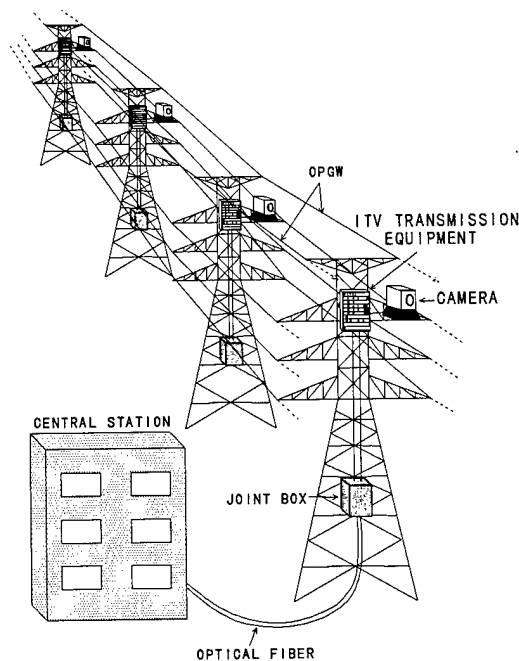 OPGW
ITV TRANSMISSION
EQUIPMENT
CAMERA
CENTRAL STATION
JOINT BOX
OPTICAL FIBER